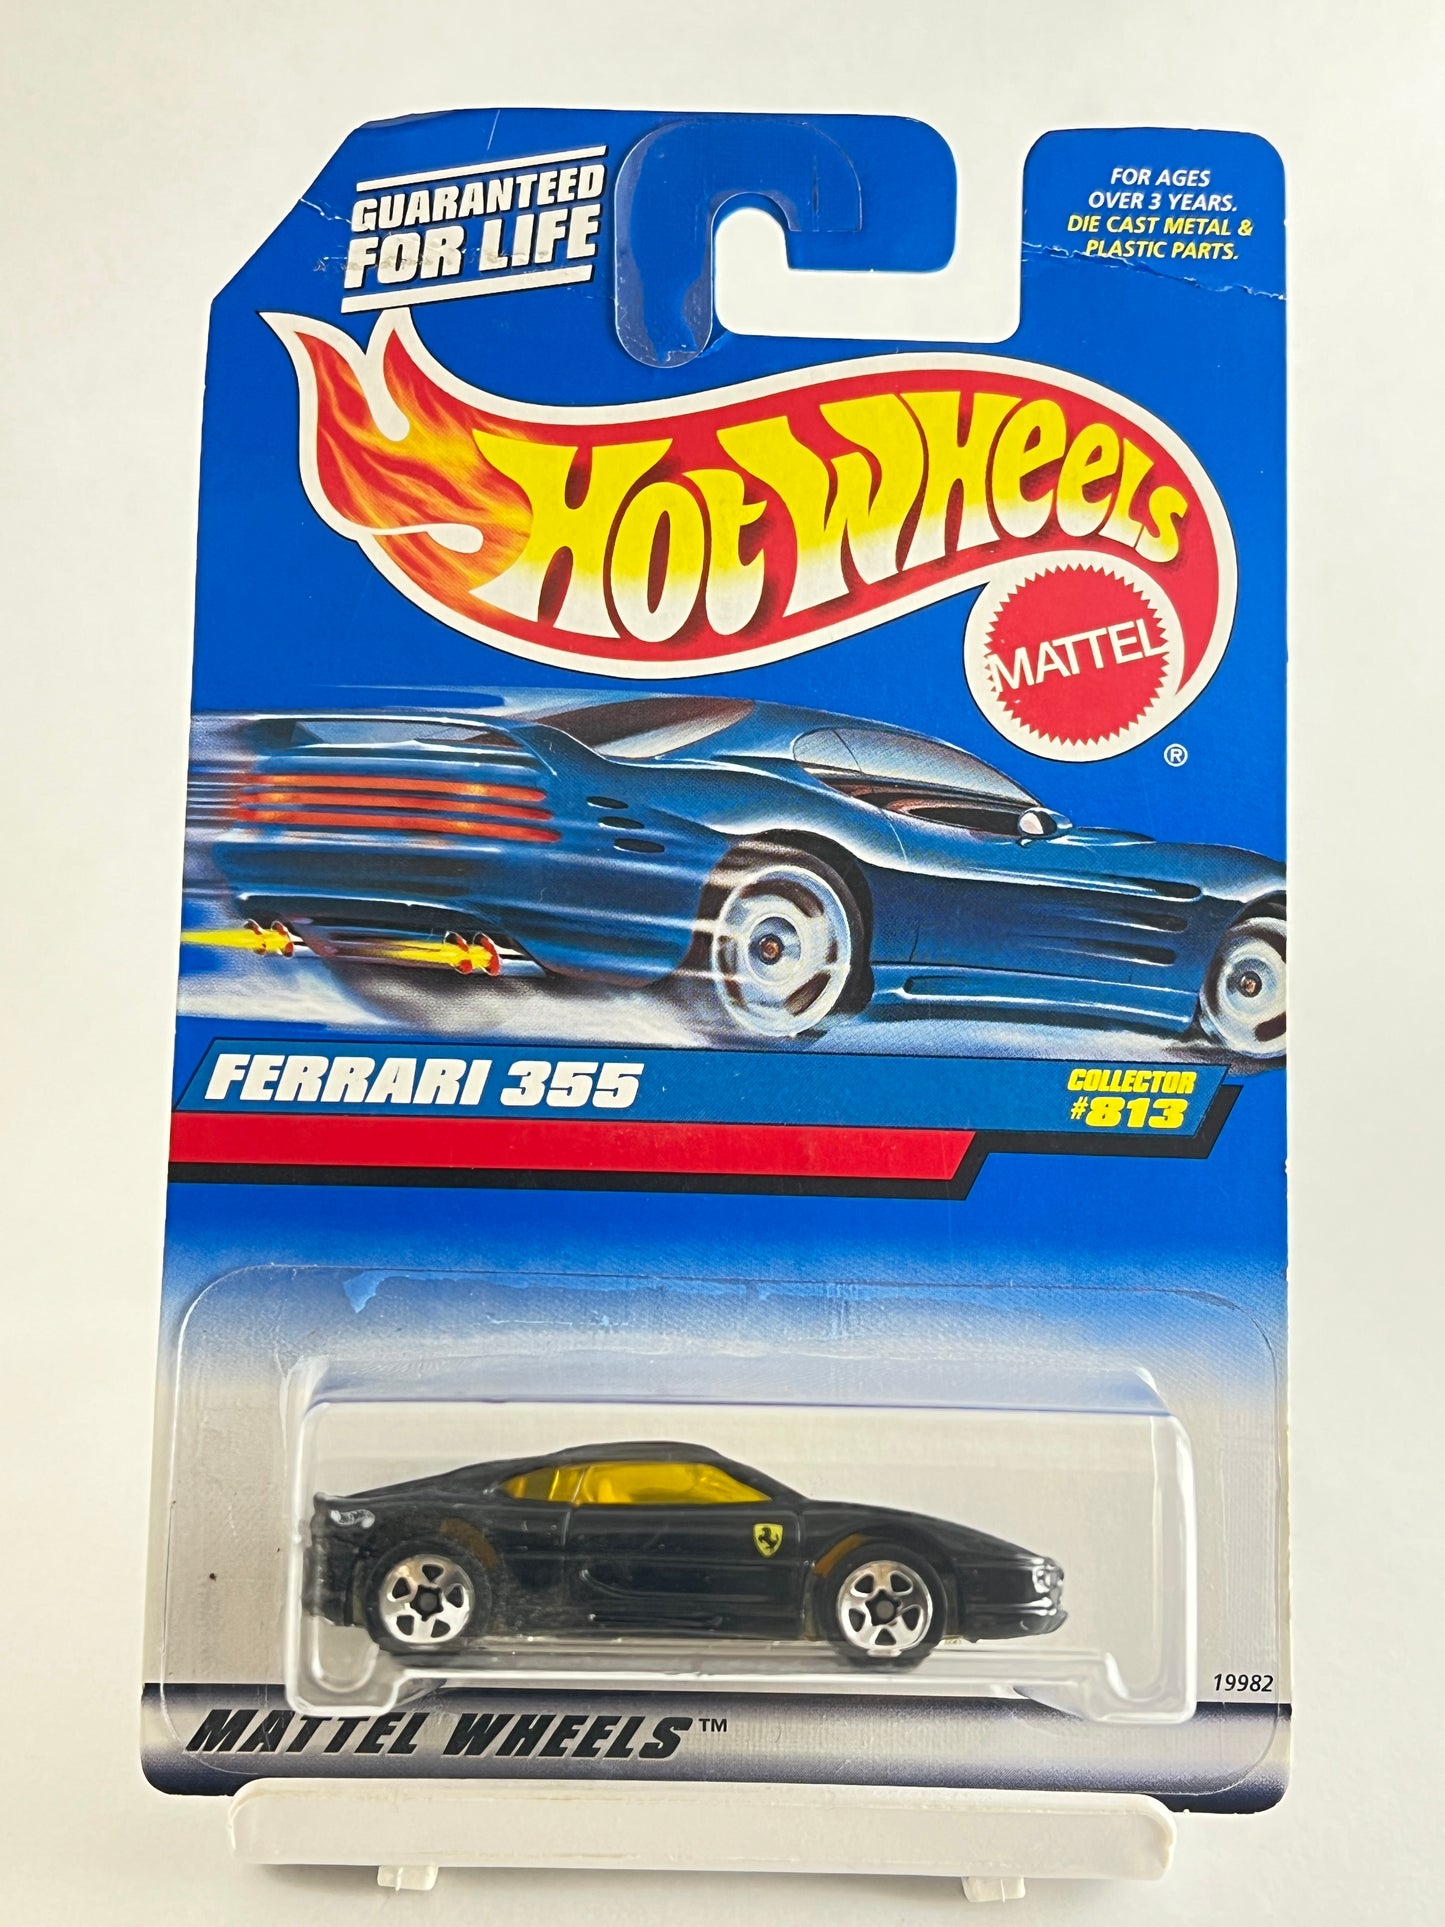 GUARANTEED
FOR LIFE
FOR AGES
OVER 3 YEARS.
DIE CAST METAL &
PLASTIC PARTS.
HOT WHEELS
MATTEL
®
FERRARI 355
COLLECTOR
#813
19982
MATTEL WHEELS™